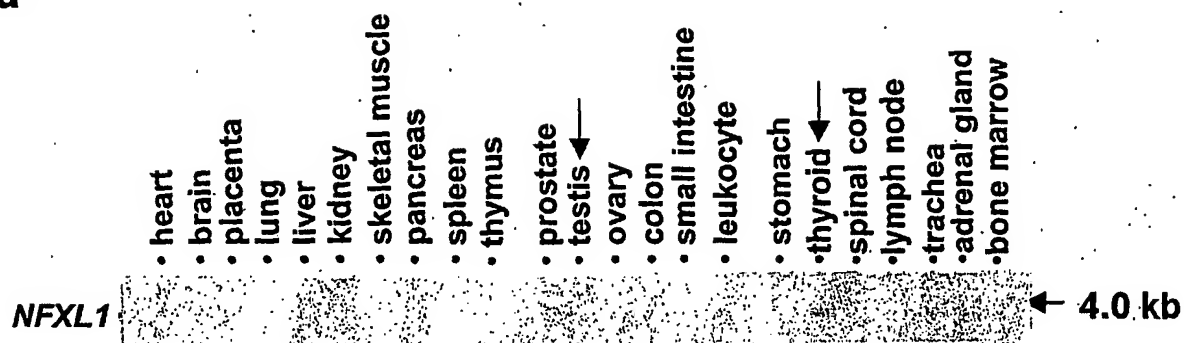 a
• heart
• brain
• placenta
• lung
• liver
• kidney
• skeletal muscle
• pancreas
• spleen
• thymus
• prostate
• testis
• ovary
• colon
• small intestine
• leukocyte
• stomach
•thyroid
•spinal cord
•lymph node
•trachea
•adrenal gland
•bone marrow
NFXL1
4.0 kb